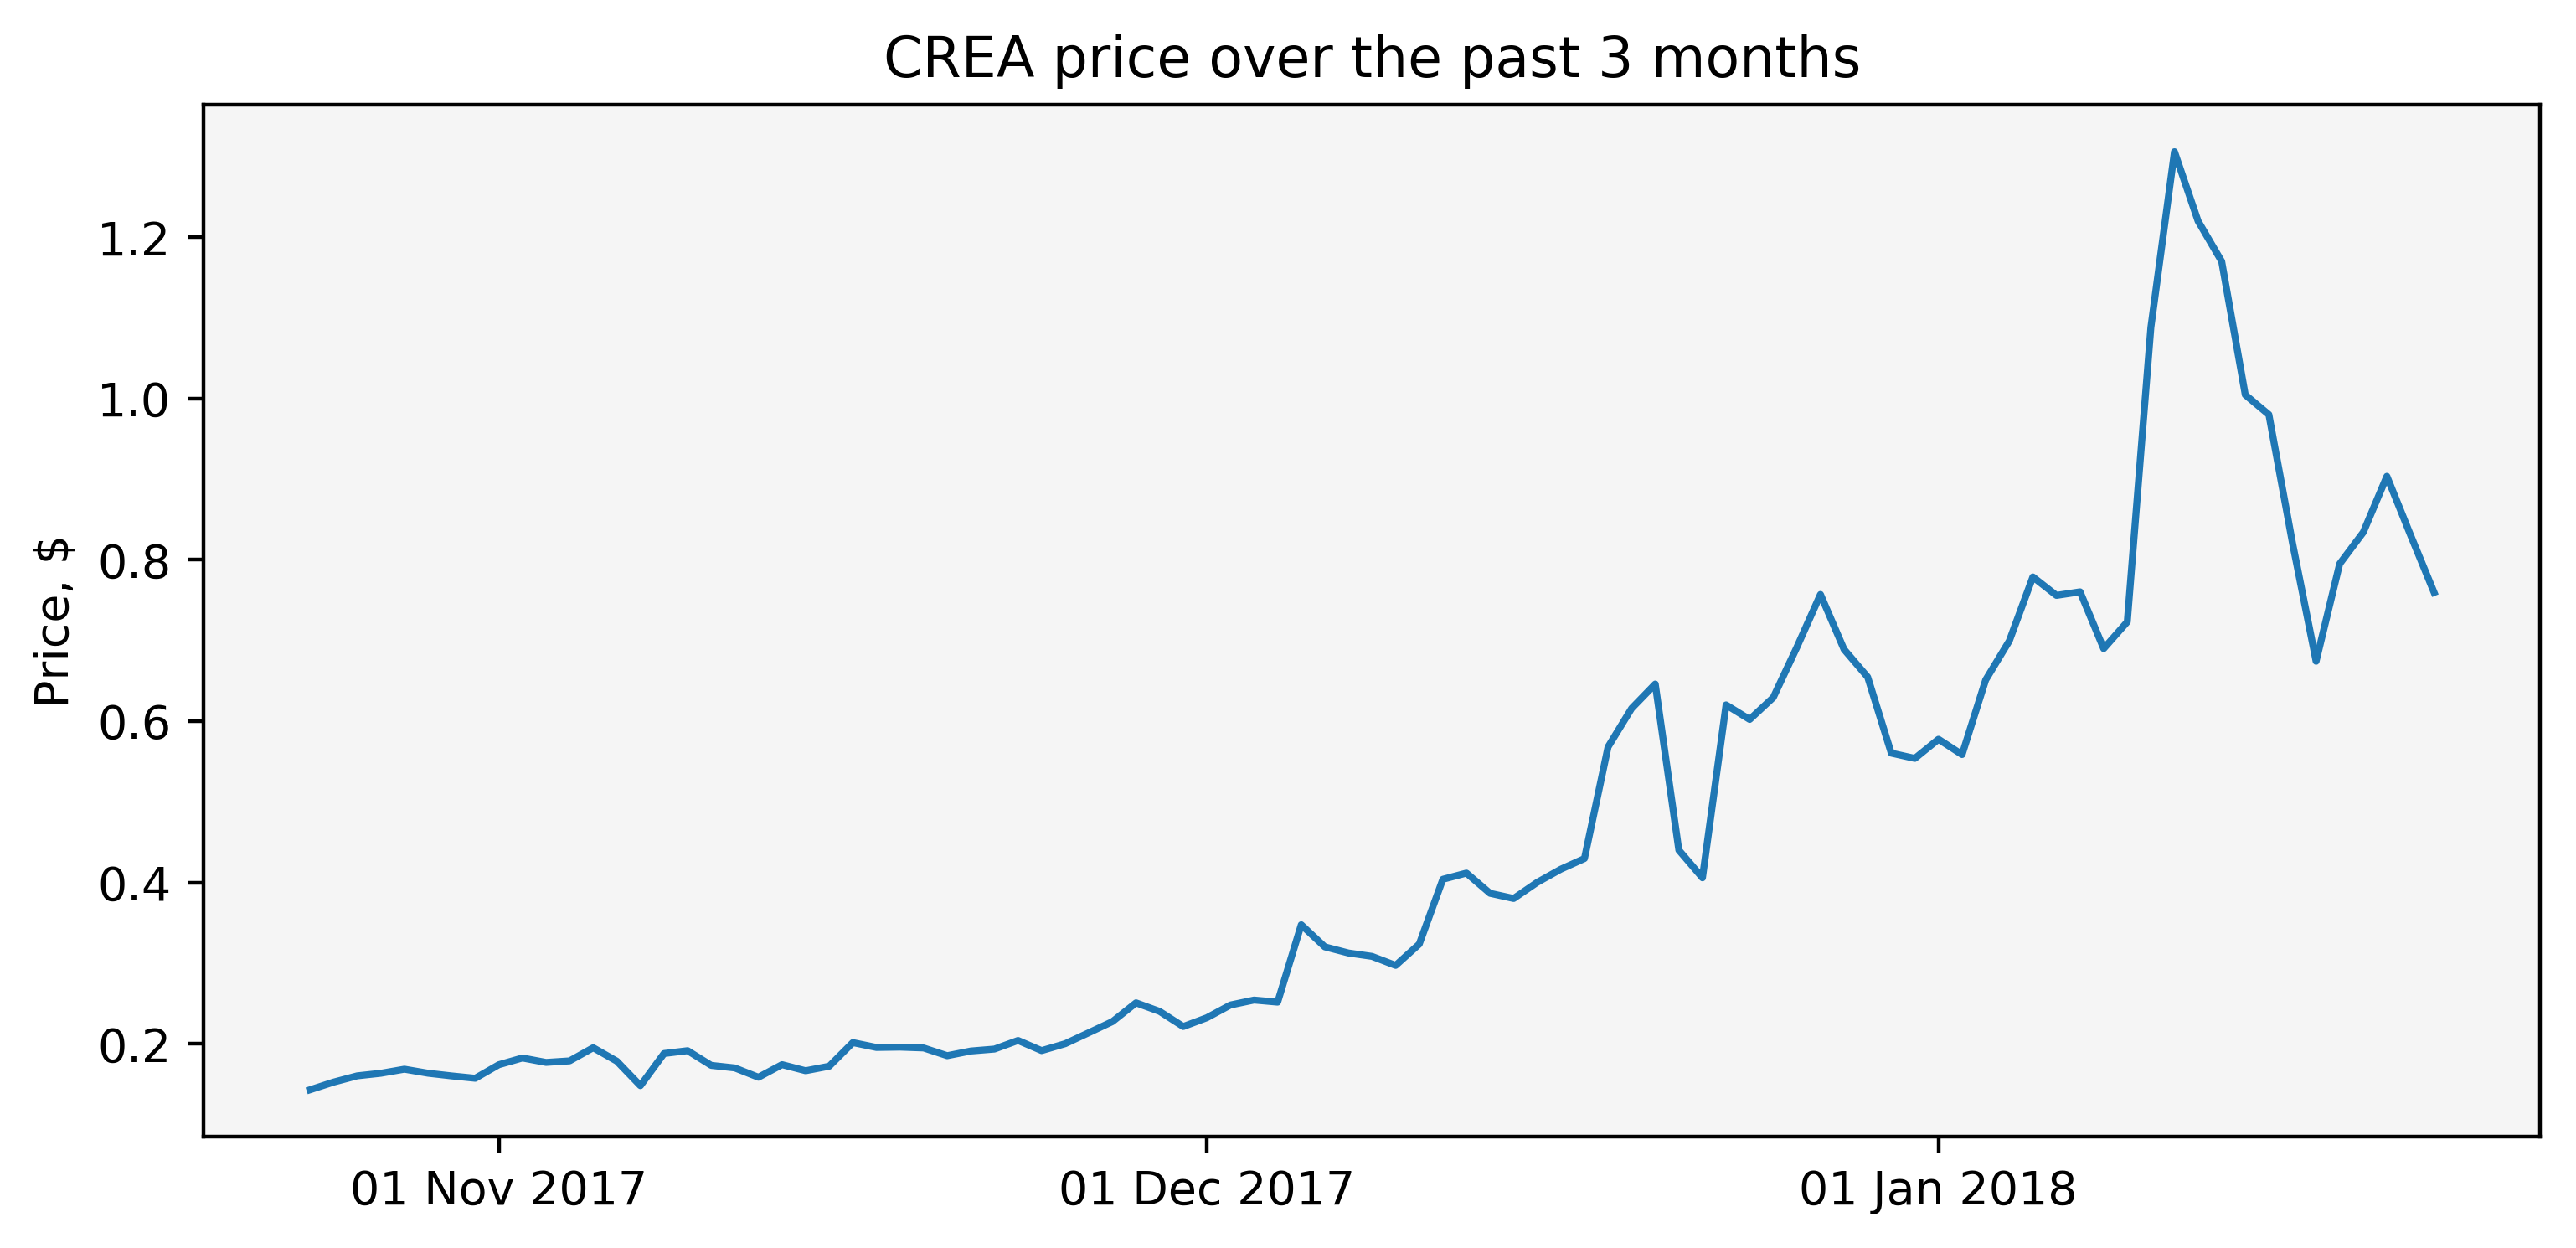 CREA price over the past 3 months
Price, $
1.2
1.0
0.8
0.6
0.4
0.2
01 Nov 2017
01 Dec 2017
01 Jan 2018